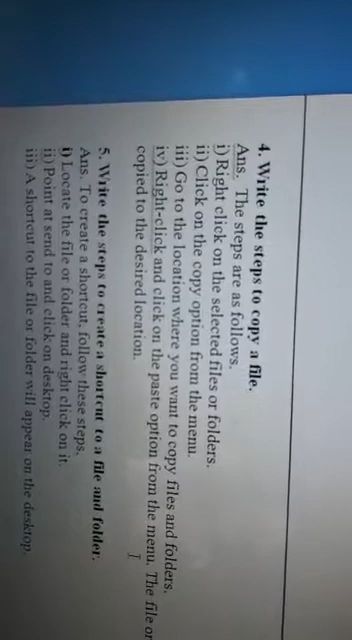 4. Write the steps to copy a file.
Ans. The steps are as follows.
i) Right click on the selected files or folders.
ii) Click on the copy option from the menu.
iii) Go to the location where you want to copy files and folders.
iv) Right-click and click on the paste option from the menu. The file or
copied to the desired location.
5. Write the steps to create a shortcut to a file and folder.
Ans. To create a shortcut, follow these steps,
i) Locate the file or folder and righ click on it.
ii) Point at send to and click on desktop.
iii) A shortcut to the file or folder will appear on the desktop.